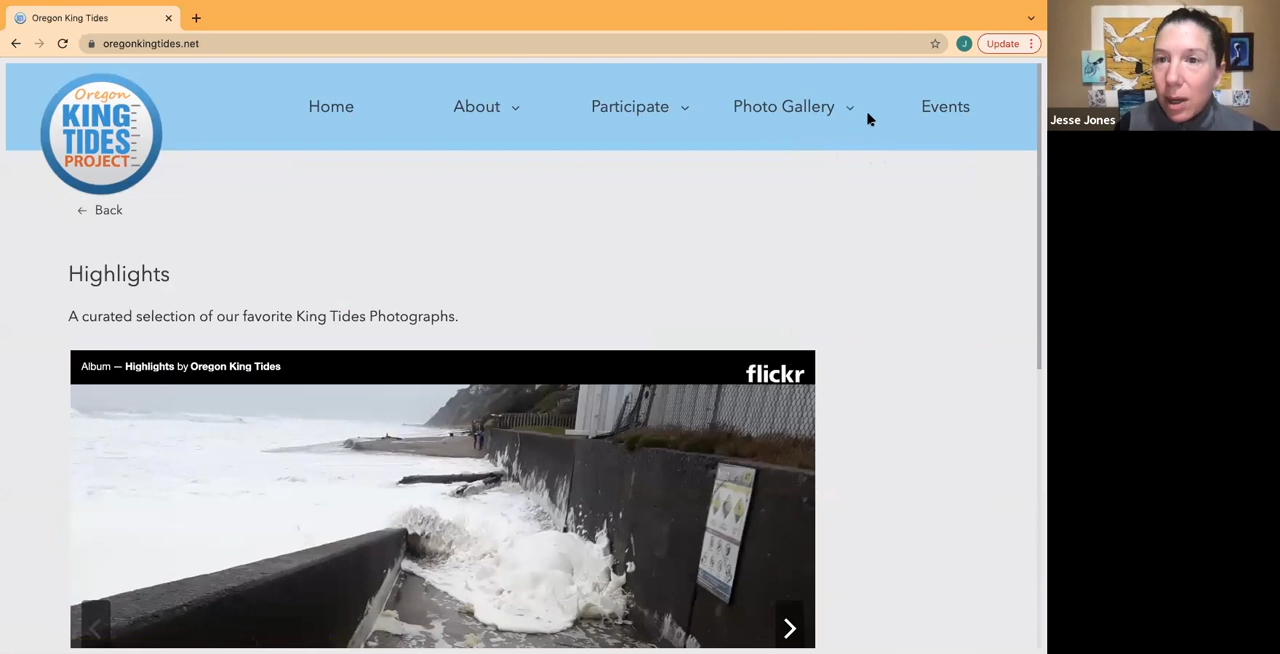 Oregon King Tides
oregonkingtides.net
J
Update
Oregon
KING
TIDES
PROJECT
Home
About
Participate
Photo Gallery
Events
Jesse Jones
← Back
Highlights
A curated selection of our favorite King Tides Photographs.
Album — Highlights by Oregon King Tides
flickr